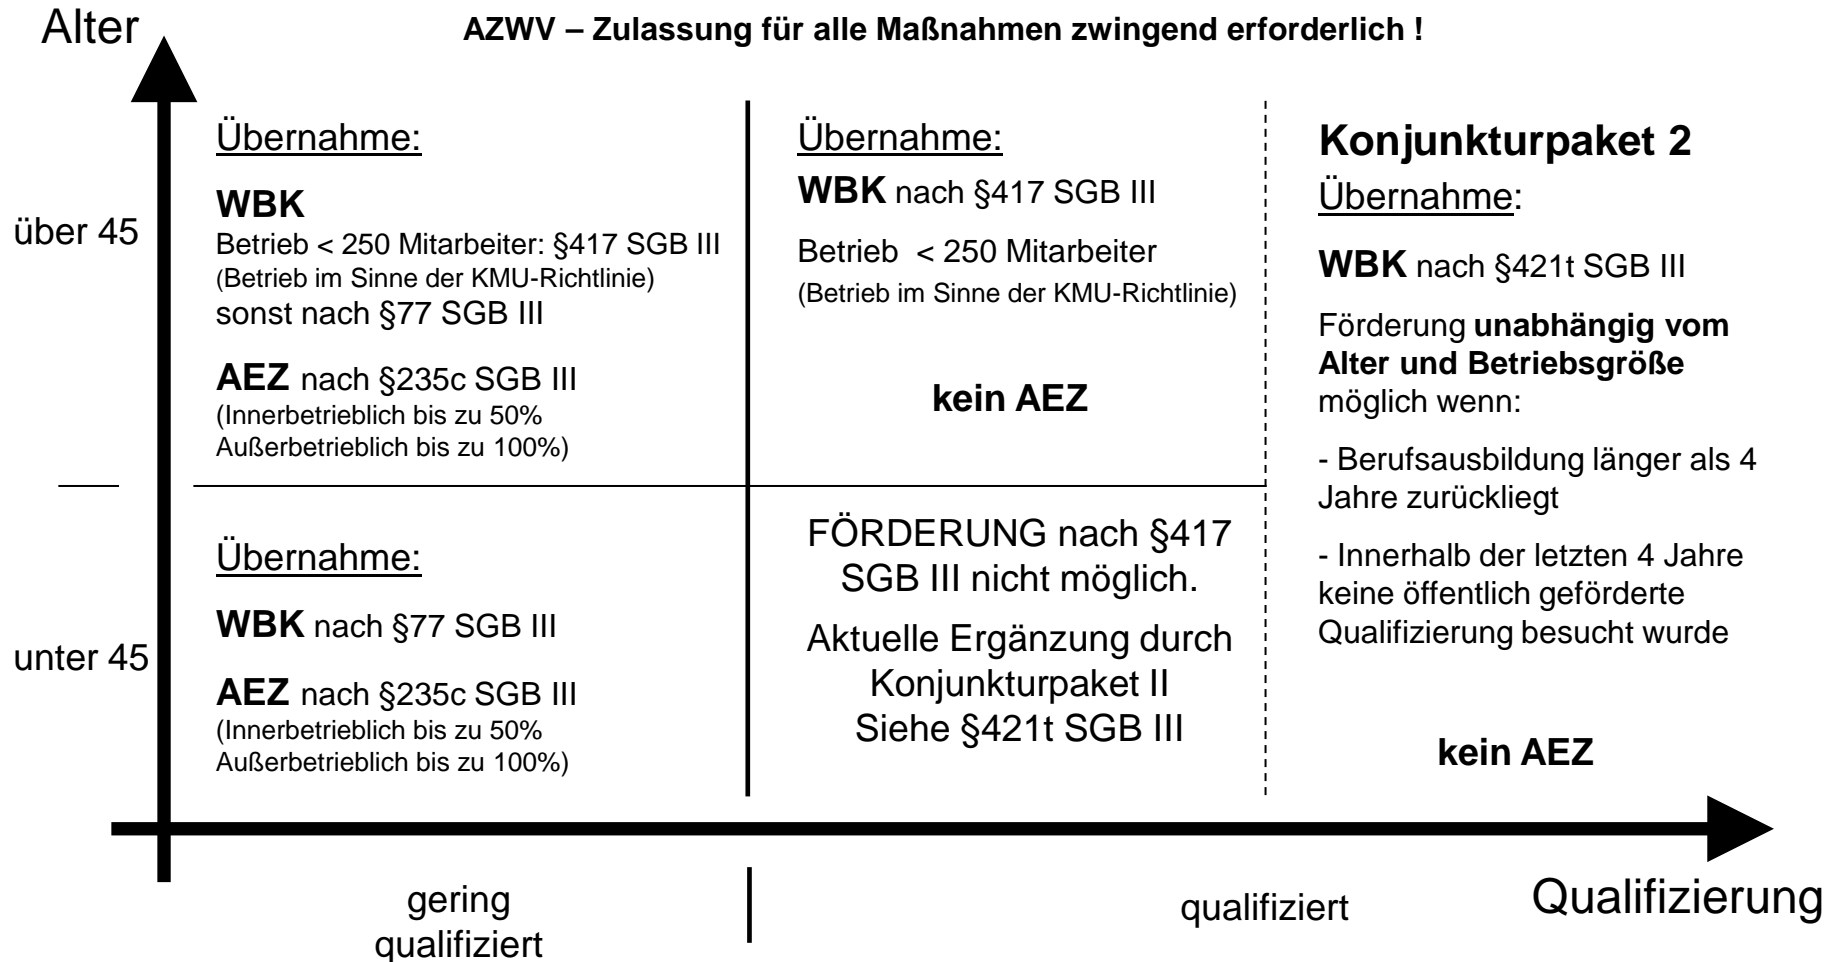 Alter
AZWV – Zulassung für alle Maßnahmen zwingend erforderlich !
über 45
Übernahme:
WBK
Betrieb < 250 Mitarbeiter: §417 SGB III
(Betrieb im Sinne der KMU-Richtlinie)
sonst nach §77 SGB III
AEZ nach §235c SGB III
(Innerbetrieblich bis zu 50%
Außerbetrieblich bis zu 100%)
Übernahme:
WBK nach §417 SGB III
Betrieb < 250 Mitarbeiter
(Betrieb im Sinne der KMU-Richtlinie)
kein AEZ
Konjunkturpaket 2
Übernahme:
WBK nach §421t SGB III
Förderung unabhängig vom
Alter und Betriebsgröße
möglich wenn:
- Berufsausbildung länger als 4
Jahre zurückliegt
- Innerhalb der letzten 4 Jahre
keine öffentlich geförderte
Qualifizierung besucht wurde
kein AEZ
unter 45
Übernahme:
WBK nach §77 SGB III
AEZ nach §235c SGB III
(Innerbetrieblich bis zu 50%
Außerbetrieblich bis zu 100%)
FÖRDERUNG nach §417
SGB III nicht möglich.
Aktuelle Ergänzung durch
Konjunkturpaket II
Siehe §421t SGB III
gering
qualifiziert
qualifiziert
Qualifizierung